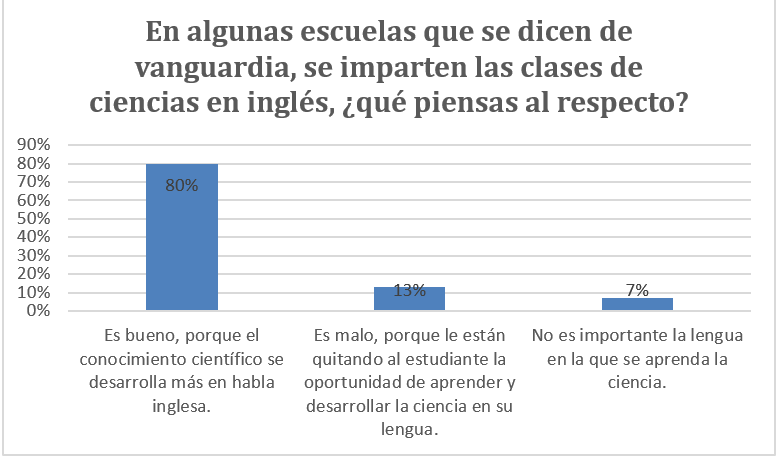 En algunas escuelas que se dicen de
vanguardia, se imparten las clases de
ciencias en inglés, ¿qué piensas al respecto?
90%
80%
70%
60%
50%
40%
30%
20%
10%
0%
80%
13%
7%
Es bueno, porque el
conocimiento científico se
desarrolla más en habla
inglesa.
Es malo, porque le están
quitando al estudiante la
oportunidad de aprender y
desarrollar la ciencia en su
lengua.
No es importante la lengua
en la que se aprenda la
ciencia.